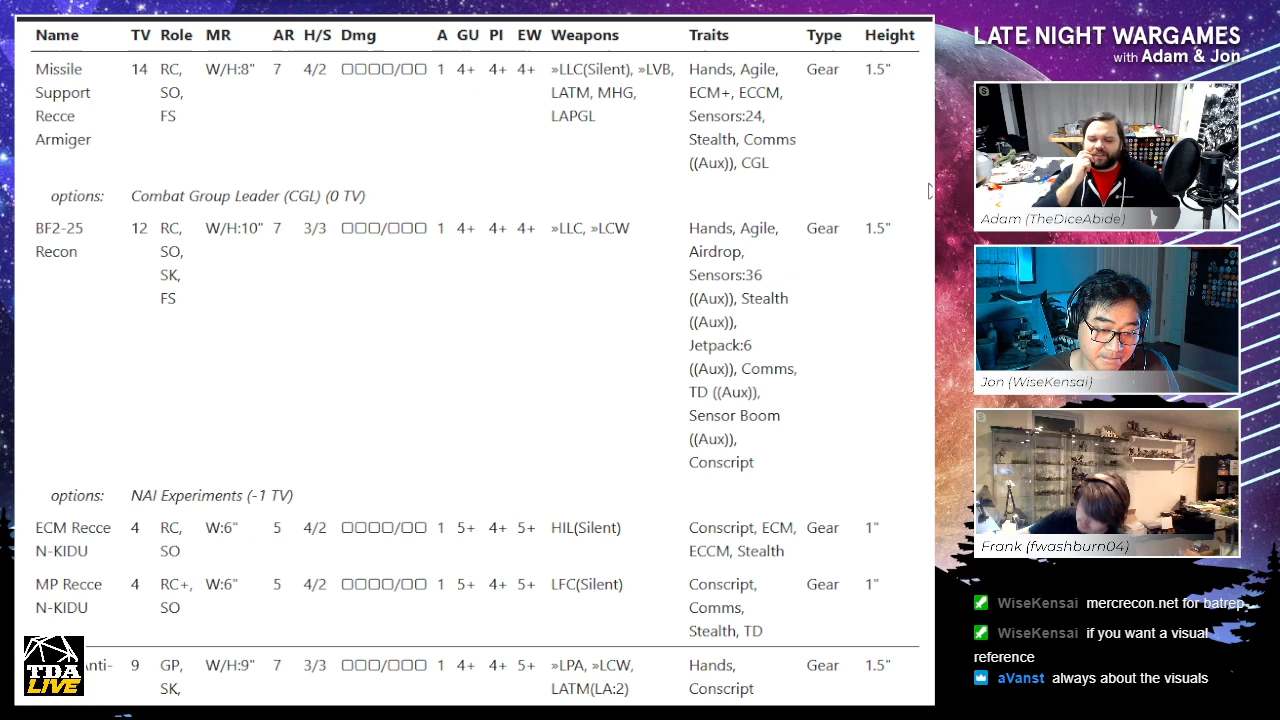 Name TV Role MR AR H/S Dmg A GU PI EW Weapons Traits Type Height
Missile 14 RC, W/H:8" 7 4/2 □□□□/□□ 1 4+ 4+ 4+ »LLC(Silent), »LVB, Hands, Agile, Gear 1.5"
Support SO, LATM, MHG, ECM+, ECCM,
Recce FS LAPGL Sensors:24,
Armiger Stealth, Comms
((Aux)), CGL
options: Combat Group Leader (CGL) (0 TV)
BF2-25 12 RC, W/H:10" 7 3/3 □□□/□□□ 1 4+ 4+ 4+ »LLC, »LCW Hands, Agile, Gear 1.5"
Recon SO, Airdrop,
SK, Sensors:36
FS ((Aux)), Stealth
((Aux)),
Jetpack:6
((Aux)), Comms,
TD ((Aux)),
Sensor Boom
((Aux)),
Conscript
options: NAI Experiments (-1 TV)
ECM Recce 4 RC, W:6" 5 4/2 □□□□/□□ 1 5+ 4+ 5+ HIL(Silent) Conscript, ECM, Gear 1"
N-KIDU SO ECCM, Stealth
MP Recce 4 RC+, W:6" 5 4/2 □□□□/□□ 1 5+ 4+ 5+ LFC(Silent) Conscript, Gear 1"
N-KIDU SO Comms,
Stealth, TD
9 GP, W/H:9" 7 3/3 □□□/□□□ 1 4+ 4+ 5+ »LPA, »LCW, Hands, Gear 1.5"
SK, LATM(LA:2) Conscript
TDA
LIVE
LATE NIGHT WARGAMES
with Adam & Jon
Adam (TheDiceAbide)
Jon (WiseKensai)
Frank (fwashburn04)
WiseKensai mercrecon.net for batrep
WiseKensai if you want a visual
reference
aVanst always about the visuals